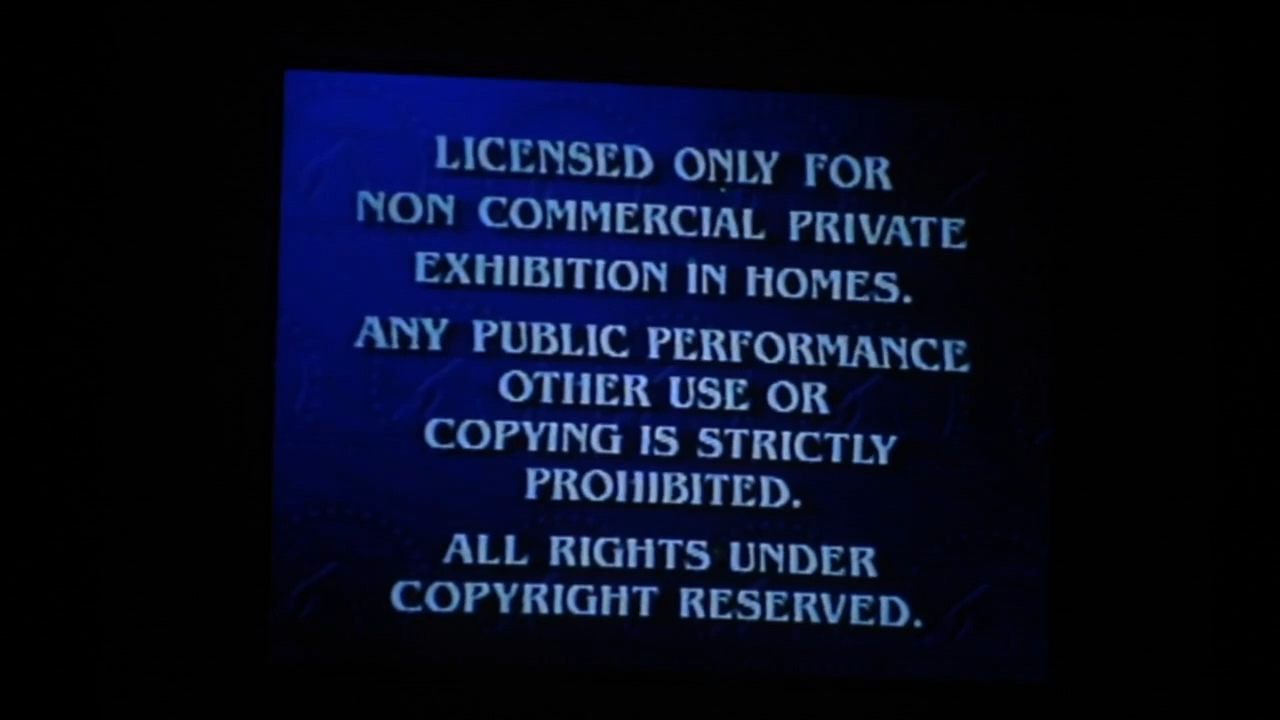 LICENSED ONLY FOR
NON COMMERCIAL PRIVATE
EXHIBITION IN HOMES.
ANY PUBLIC PERFORMANCE
OTHER USE OR
COPYING IS STRICTLY
PROHIBITED.
ALL RIGHTS UNDER
COPYRIGHT RESERVED.